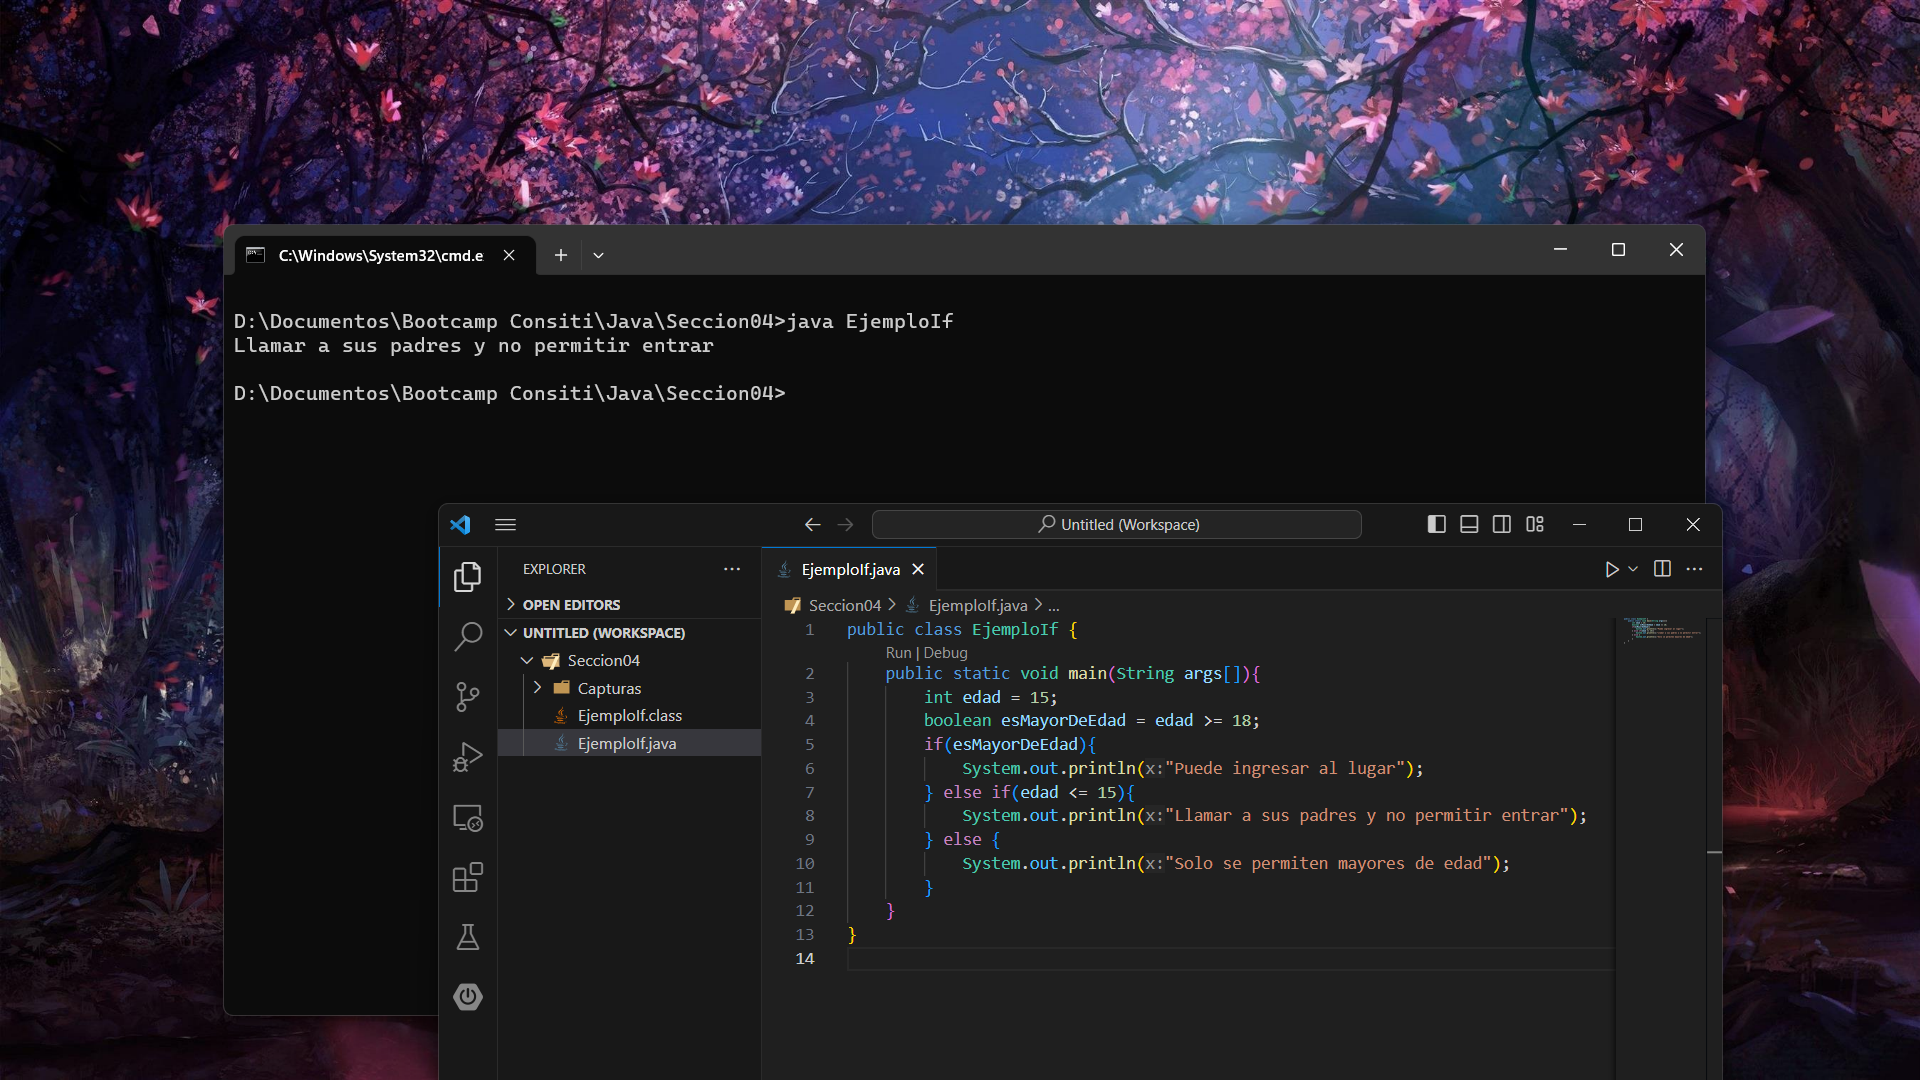 C:\Windows\System32\cmd.e
D:\Documentos\Bootcamp Consiti\Java\Seccion04>java EjemploIf
Llamar a sus padres y no permitir entrar
D:\Documentos\Bootcamp Consiti\Java\Seccion04>
Untitled (Workspace)
EXPLORER
OPEN EDITORS
UNTITLED (WORKSPACE)
Seccion04
Capturas
EjemploIf.class
EjemploIf.java
EjemploIf.java
Seccion04 > EjemploIf.java > ...
1 public class EjemploIf {
Run | Debug
2 public static void main(String args[]){
3 int edad = 15;
4 boolean esMayorDeEdad = edad >= 18;
5 if(esMayorDeEdad){
6 System.out.println(x:"Puede ingresar al lugar");
7 } else if(edad <= 15){
8 System.out.println(x:"Llamar a sus padres y no permitir entrar");
9 } else {
10 System.out.println(x:"Solo se permiten mayores de edad");
11 }
12 }
13 }
14